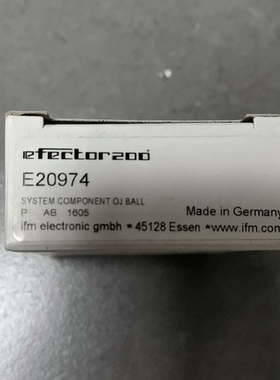 efector200
E20974
SYSTEM COMPONENT OJ BALL
P AB 1605
Made in Germany
ifm electronic gmbh * 45128 Essen * www.ifm.com